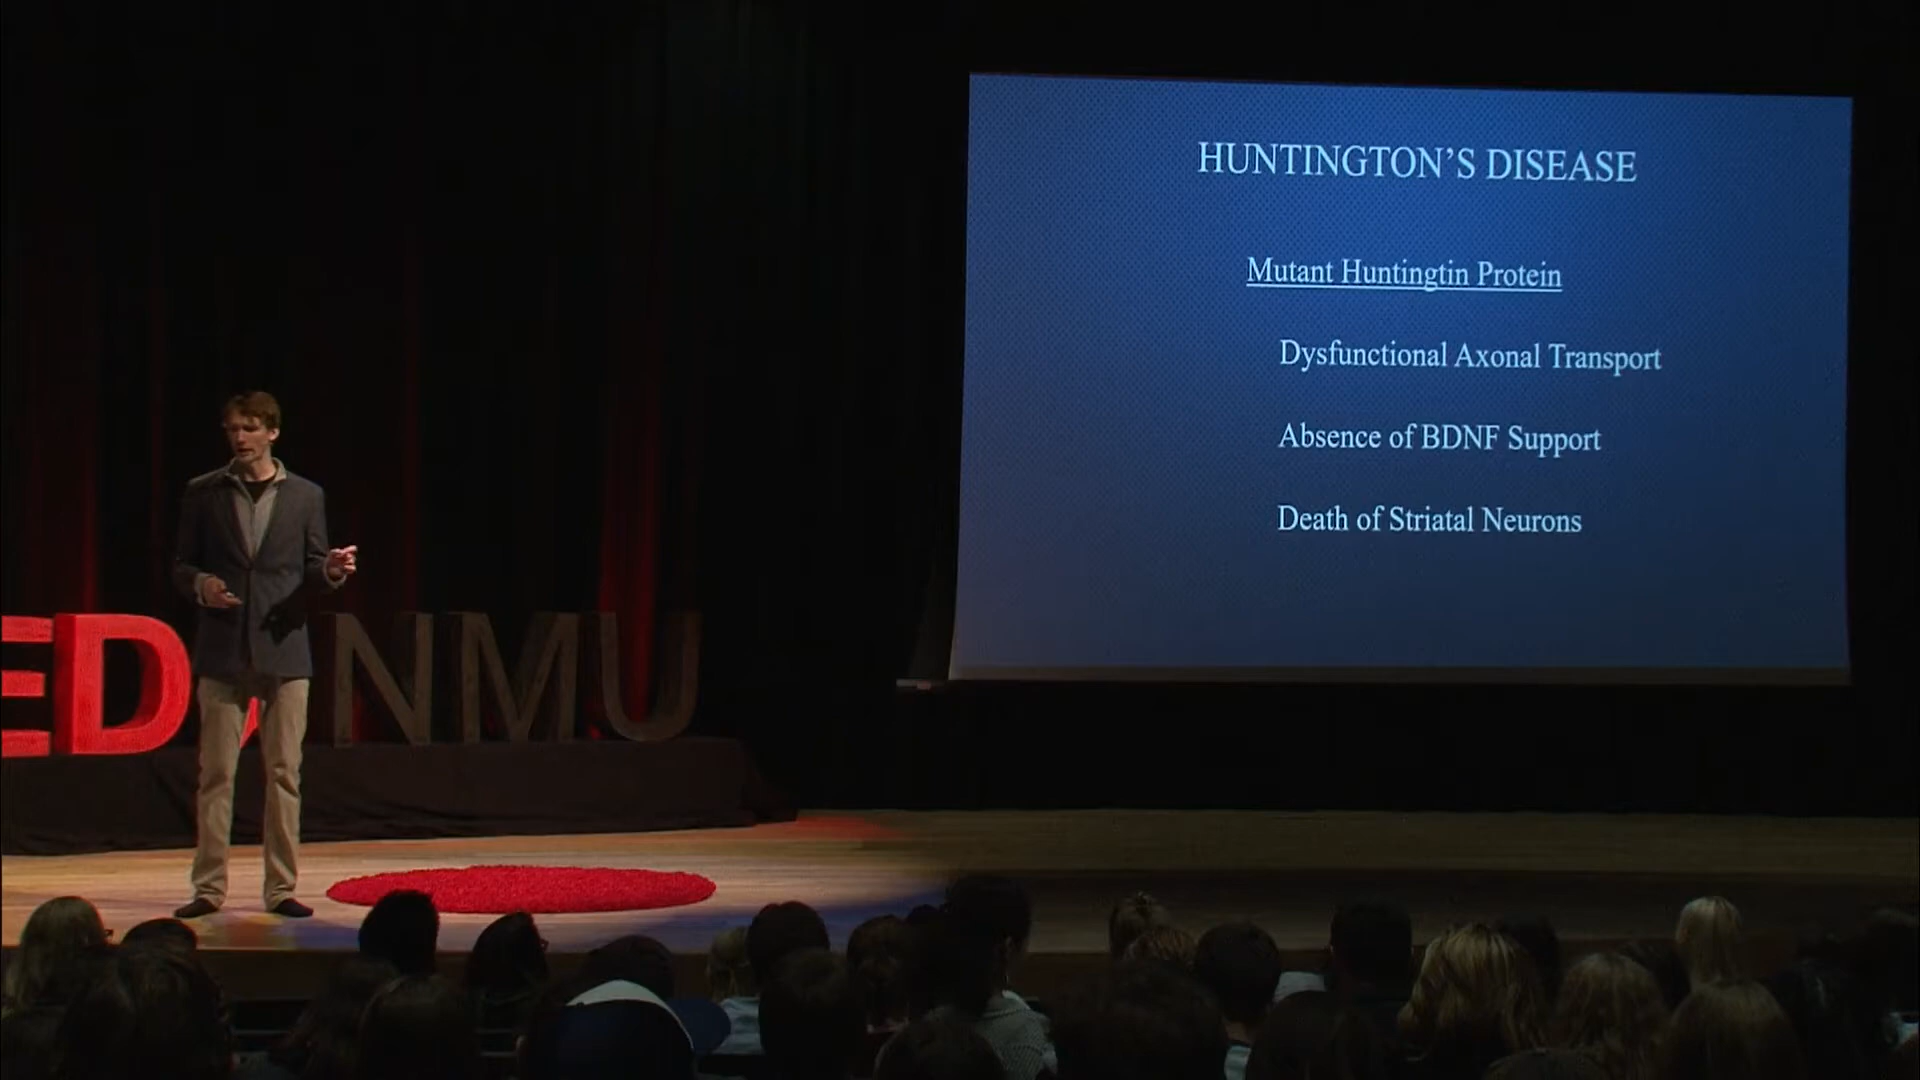 HUNTINGTON’S DISEASE
Mutant Huntingtin Protein
Dysfunctional Axonal Transport
Absence of BDNF Support
Death of Striatal Neurons
ED NMU